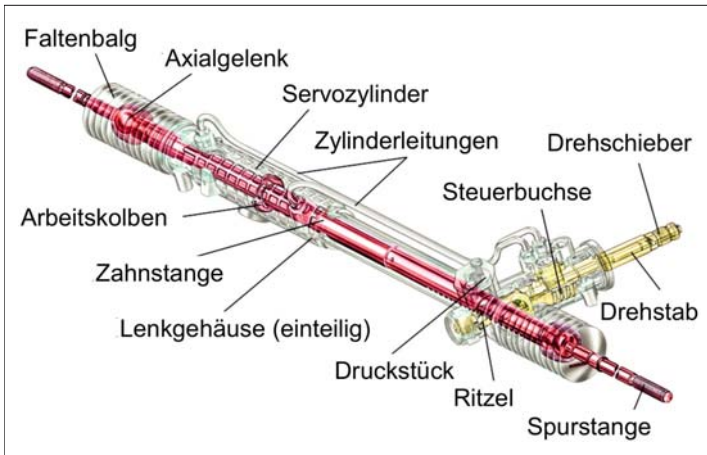 Faltenbalg
Axialgelenk
Servozylinder
Zylinderleitungen
Drehschieber
Steuerbuchse
Arbeitskolben
Zahnstange
Drehstab
Lenkgehäuse (einteilig)
Druckstück
Ritzel
Spurstange